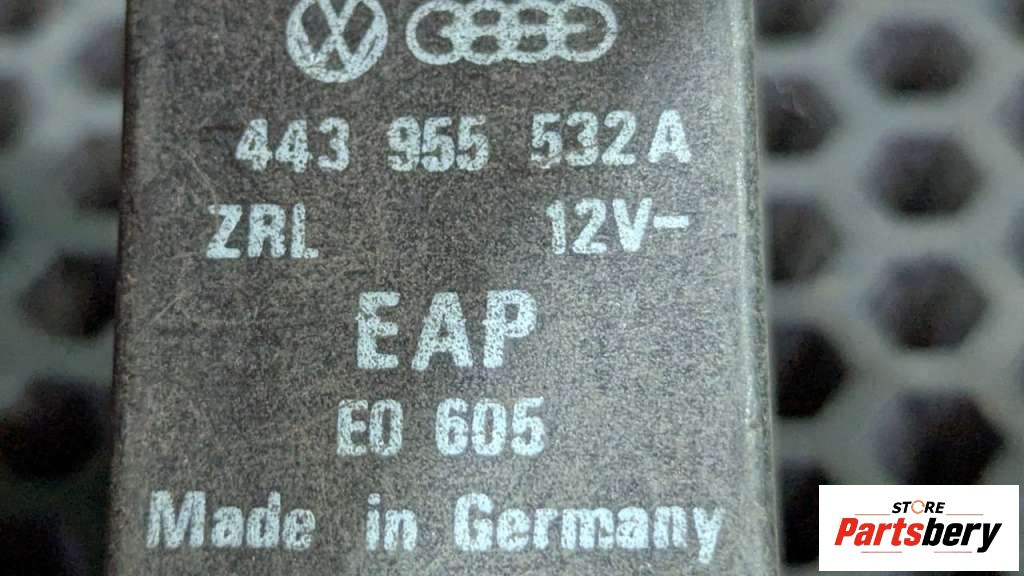 443 955 532A
ZRL 12V-
EAP
E0 605
Made in Germany
STORE
Partsbery